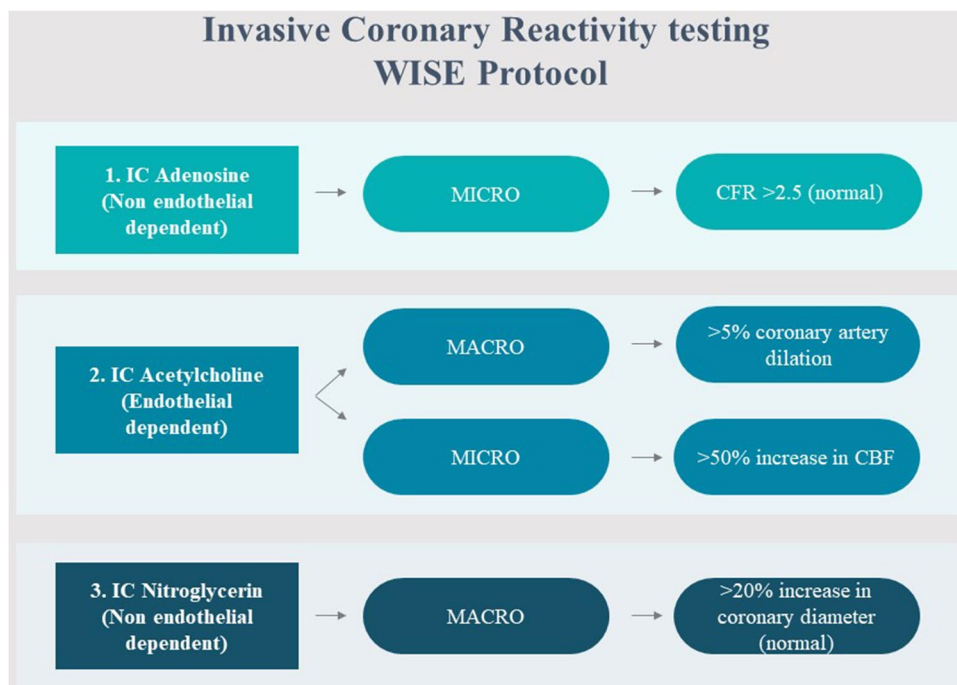 Invasive Coronary Reactivity testing
WISE Protocol
1. IC Adenosine
(Non endothelial
dependent)
MICRO
CFR >2.5 (normal)
2. IC Acetylcholine
(Endothelial
dependent)
MACRO
>5% coronary artery
dilation
MICRO
>50% increase in CBF
3. IC Nitroglycerin
(Non endothelial
dependent)
MACRO
>20% increase in
coronary diameter
(normal)